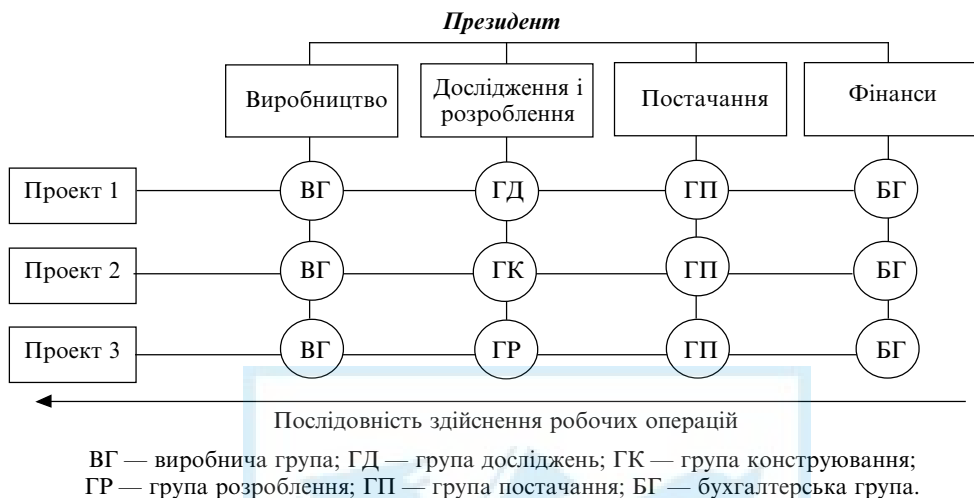 Президент
Виробництво
Дослідження і
розроблення
Постачання
Фінанси
Проект 1
ВГ
ГД
ГП
БГ
Проект 2
ВГ
ГК
ГП
БГ
Проект 3
ВГ
ГР
ГП
БГ
Послідовність здійснення робочих операцій
ВГ — виробнича група; ГД — група досліджень; ГК — група конструювання;
ГР — група розроблення; ГП — група постачання; БГ — бухгалтерська група.